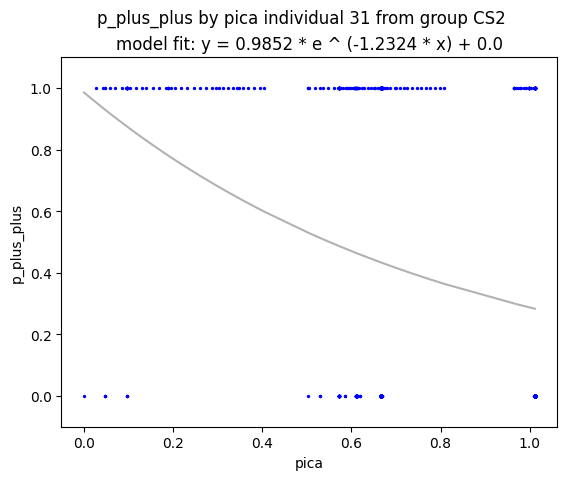 p_plus_plus by pica individual 31 from group CS2
model fit: y = 0.9852 * e ^ (-1.2324 * x) + 0.0
1.0
0.8
0.6
0.4
0.2
0.0
p_plus_plus
0.0 0.2 0.4 0.6 0.8 1.0
pica